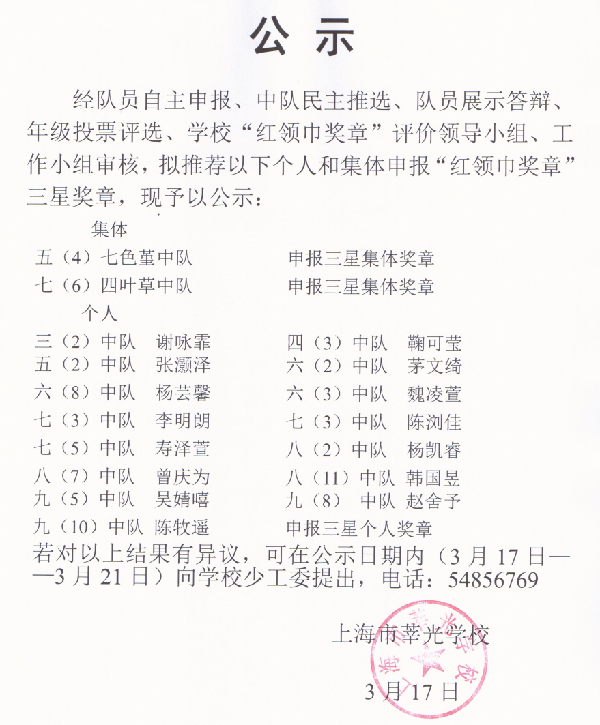 公 示
经队员自主申报、中队民主推选、队员展示答辩、
年级投票评选、学校“红领巾奖章”评价领导小组、工
作小组审核，拟推荐以下个人和集体申报“红领巾奖章”
三星奖章，现予以公示：
集体
五（4）七色堇中队 申报三星集体奖章
七（6）四叶草中队 申报三星集体奖章
个人
三（2）中队 谢咏霏 四（3）中队 鞠可莹
五（2）中队 张灏泽 六（2）中队 茅文绮
六（8）中队 杨芸馨 六（3）中队 魏凌萱
七（3）中队 李明朗 七（3）中队 陈浏佳
七（5）中队 寿泽萱 八（2）中队 杨凯睿
八（7）中队 曾庆为 八（11）中队 韩国昱
九（5）中队 吴婧嘻 九（8）中队 赵舍予
九（10）中队 陈牧遥 申报三星个人奖章
若对以上结果有异议，可在公示日期内（3 月 17 日—
—3 月 21 日）向学校少工委提出，电话：54856769
上海市莘光学校
上海市莘光学校
3 月 17 日